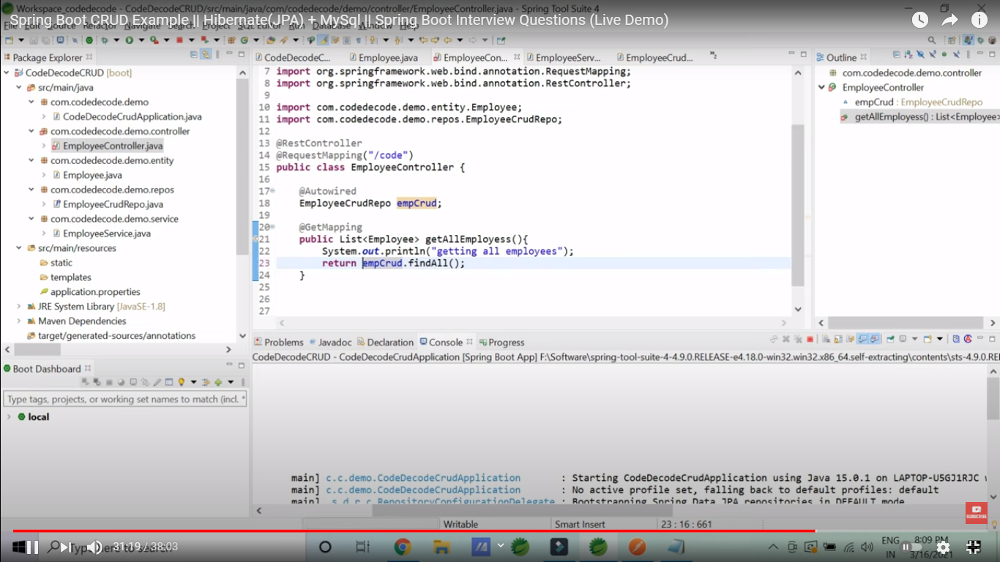 Workspace_codedecode - CodeDecodeCRUD/src/main/java/com/codedecode/demo/controller/EmployeeController.java - Spring Tool Suite 4
Spring Boot CRUD Example || Hibernate(JPA) + MySql || Spring Boot Interview Questions (Live Demo)
Package Explorer
CodeDecodeCRUD [boot]
src/main/java
com.codedecode.demo
CodeDecodeCrudApplication.java
com.codedecode.demo.controller
EmployeeController.java
com.codedecode.demo.entity
Employee.java
com.codedecode.demo.repos
EmployeeCrudRepo.java
com.codedecode.demo.service
EmployeeService.java
src/main/resources
static
templates
application.properties
JRE System Library [JavaSE-1.8]
Maven Dependencies
target/generated-sources/annotations
Boot Dashboard
Type tags, projects, or working set names to match (incl. *
local
CodeDecodeC... Employee.java EmployeeCon... EmployeeServ... EmployeeCrud...
7 import org.springframework.web.bind.annotation.RequestMapping;
8 import org.springframework.web.bind.annotation.RestController;
9
10 import com.codedecode.demo.entity.Employee;
11 import com.codedecode.demo.repos.EmployeeCrudRepo;
12
13 @RestController
14 @RequestMapping("/code")
15 public class EmployeeController {
16
17 @Autowired
18 EmployeeCrudRepo empCrud;
19
20 @GetMapping
21 public List<Employee> getAllEmployess(){
22 System.out.println("getting all employees");
23 return empCrud.findAll();
24 }
25
26
27
Outline
com.codedecode.demo.controller
EmployeeController
empCrud : EmployeeCrudRepo
getAllEmployess() : List<Employee>
Problems Javadoc Declaration Console Progress
CodeDecodeCRUD - CodeDecodeCrudApplication [Spring Boot App] F:\Software\spring-tool-suite-4-4.9.0.RELEASE-e4.18.0-win32.win32.x86_64.self-extracting\contents\sts-4.9.0.REL
main] c.c.demo.CodeDecodeCrudApplication : Starting CodeDecodeCrudApplication using Java 15.0.1 on LAPTOP-U5GJ1RJC
main] c.c.demo.CodeDecodeCrudApplication : No active profile set, falling back to default profiles: default
main] .s.d.r.c.RepositoryConfigurationDelegate : Bootstrapping Spring Data JPA repositories in DEFAULT mode
SUBSCRIBE
Writable Smart Insert 23 : 16 : 661
Type here to search
31:19 / 38:03
ENG 8:09 PM
IN 3/16/2021